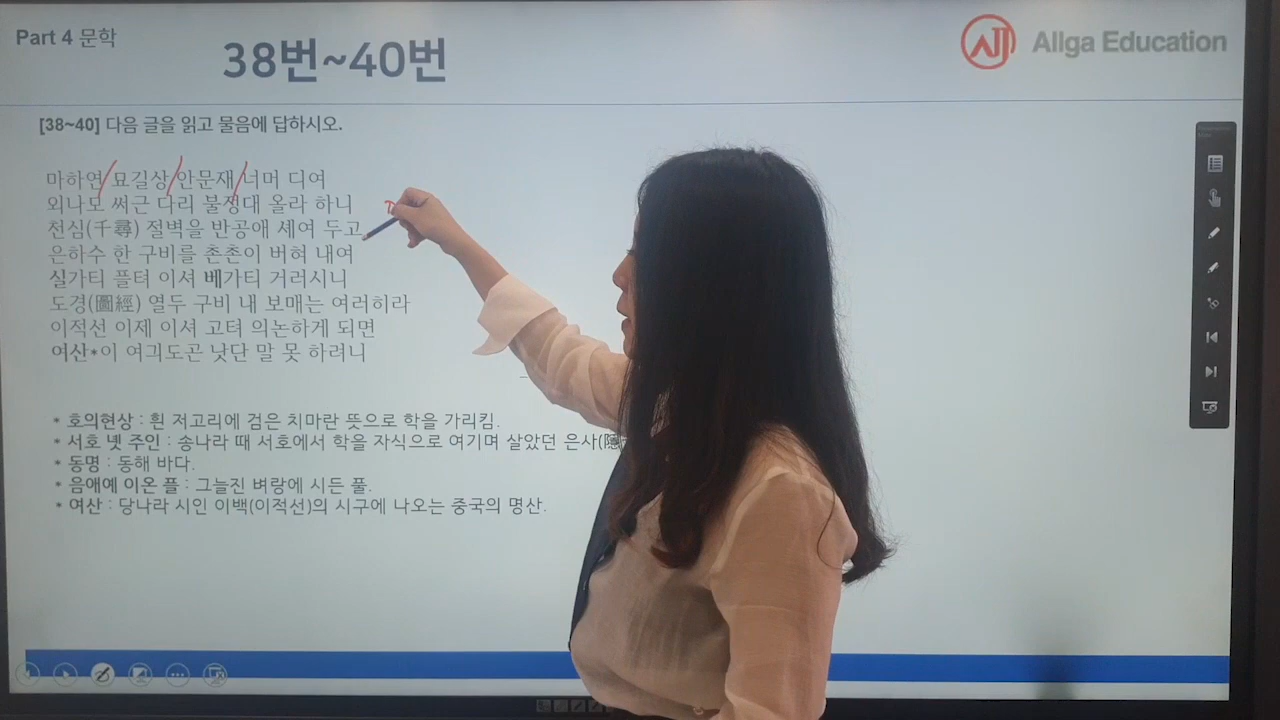 Part 4 문학
38번~40번
Allga Education
[38~40] 다음 글을 읽고 물음에 답하시오.
마하연 묘길상 안문재 너머 디여
외나모 써근 다리 불정대 올라 하니
천심(千尋) 절벽을 반공애 셰여 두고
은하수 한 구비를 촌촌이 버혀 내여
실가티 플텨 이셔 베가티 거러시니
도경(圖經) 열두 구비 내 보매는 여러히라
이적선 이제 이셔 고텨 의논하게 되면
여산*이 여긔도곤 낫단 말 못 하려니
* 호의현상 : 흰 저고리에 검은 치마란 뜻으로 학을 가리킴.
* 서호 녯 주인 : 송나라 때 서호에서 학을 자식으로 여기며 살았던 은사(隱
* 동명 : 동해 바다.
* 음애예 이온 플 : 그늘진 벼랑에 시든 풀.
* 여산 : 당나라 시인 이백(이적선)의 시구에 나오는 중국의 명산.